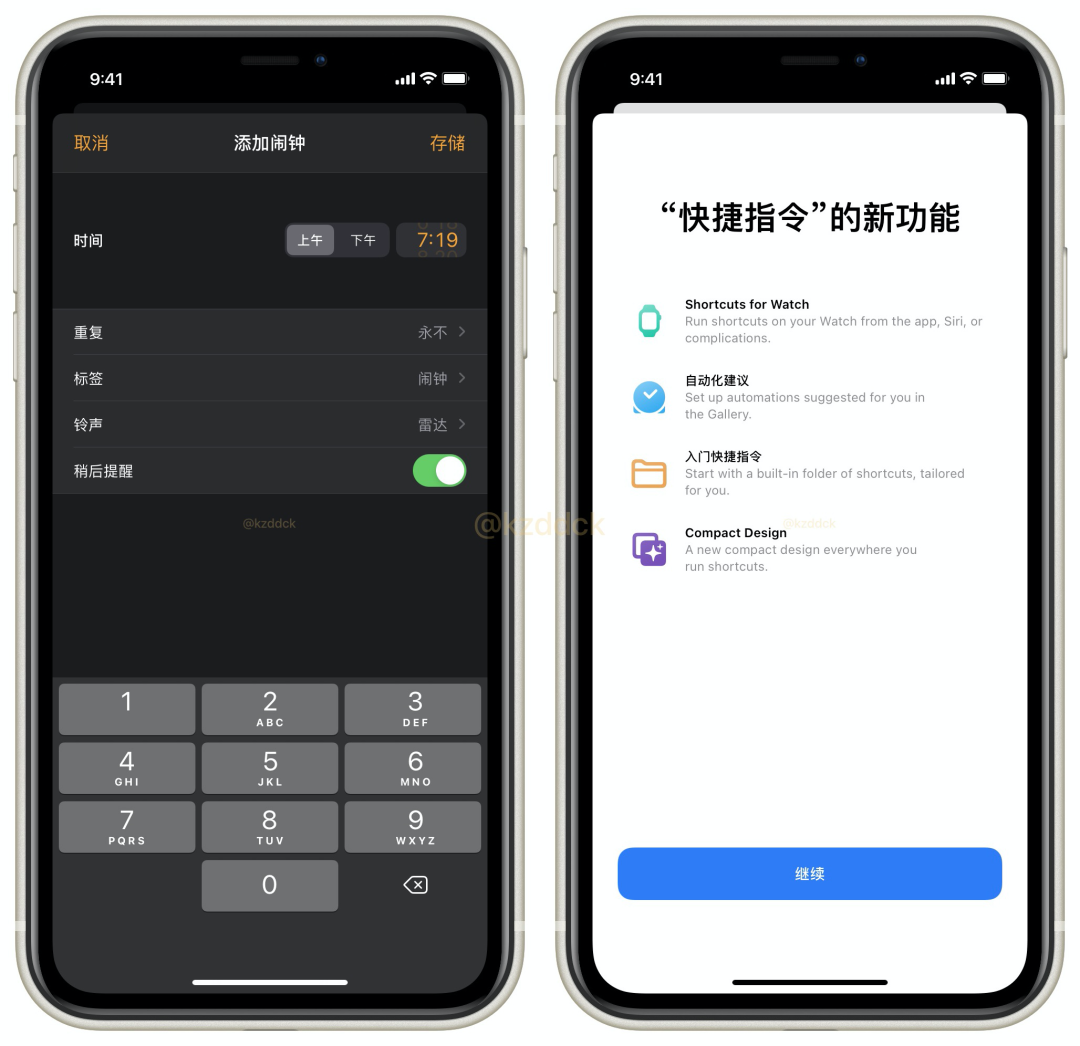 9:41
取消
添加闹钟
存储
时间
上午
下午
7:19
重复
永不
标签
闹钟
铃声
雷达
稍后提醒
@kzddck
1
2
ABC
3
DEF
4
GHI
5
JKL
6
MNO
7
PQRS
8
TUV
9
WXYZ
0
@kzddck
9:41
“快捷指令”的新功能
Shortcuts for Watch
Run shortcuts on your Watch from the app, Siri, or
complications.
自动化建议
Set up automations suggested for you in
the Gallery.
入门快捷指令
Start with a built-in folder of shortcuts, tailored
for you.
@kzddck
Compact Design
A new compact design everywhere you
run shortcuts.
继续